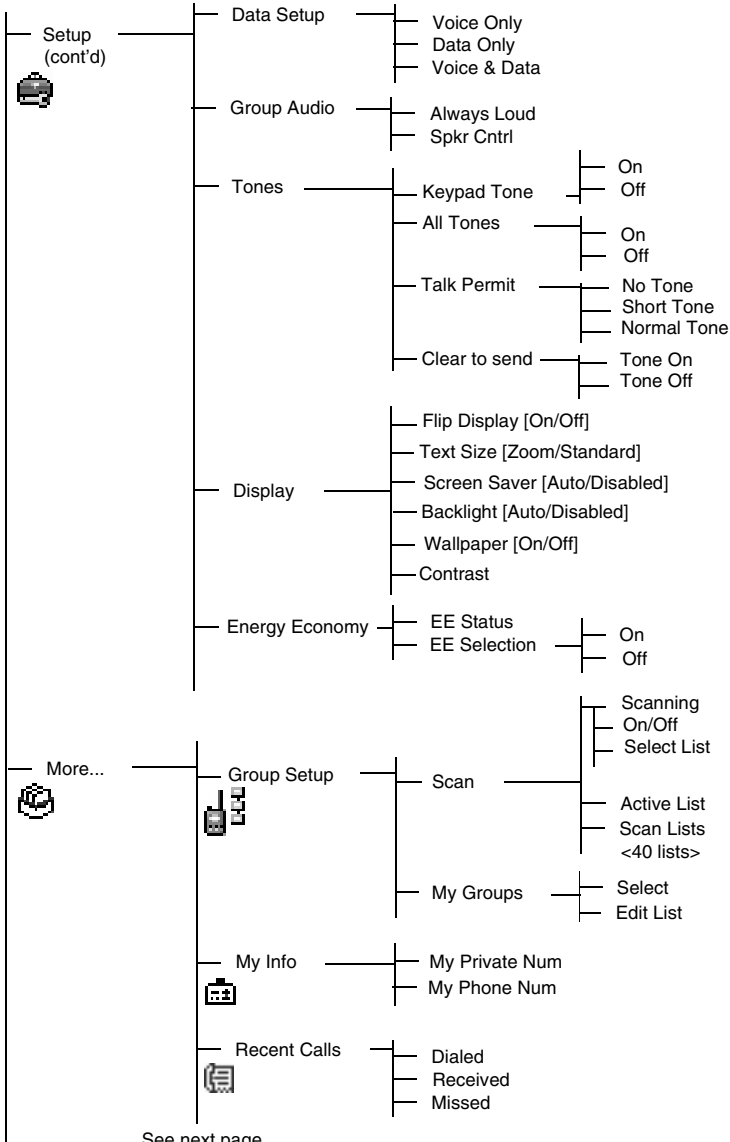 Setup
(cont'd)
Data Setup
Voice Only
Data Only
Voice & Data
Group Audio
Always Loud
Spkr Cntrl
Tones
Keypad Tone
On
Off
All Tones
On
Off
Talk Permit
No Tone
Short Tone
Normal Tone
Clear to send
Tone On
Tone Off
Display
Flip Display [On/Off]
Text Size [Zoom/Standard]
Screen Saver [Auto/Disabled]
Backlight [Auto/Disabled]
Wallpaper [On/Off]
Contrast
Energy Economy
EE Status
EE Selection
On
Off
More...
Group Setup
Scan
Scanning
On/Off
Select List
Active List
Scan Lists
<40 lists>
My Groups
Select
Edit List
My Info
My Private Num
My Phone Num
Recent Calls
Dialed
Received
Missed
See next page